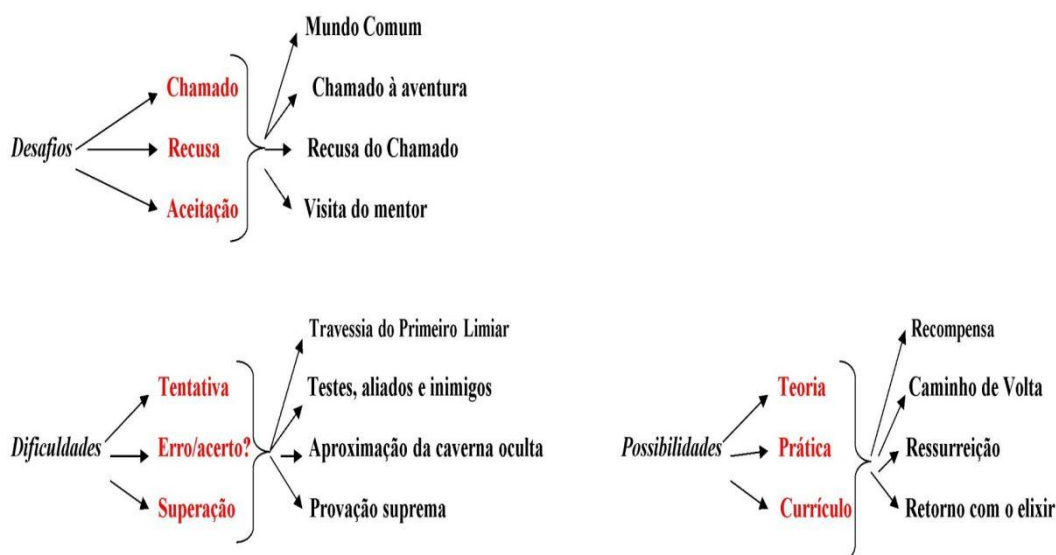 Desafios
Chamado
Recusa
Aceitação
Mundo Comum
Chamado à aventura
Recusa do Chamado
Visita do mentor
Dificuldades
Tentativa
Erro/acerto?
Superação
Travessia do Primeiro Limiar
Testes, aliados e inimigos
Aproximação da caverna oculta
Provação suprema
Possibilidades
Teoria
Prática
Currículo
Recompensa
Caminho de Volta
Ressurreição
Retorno com o elixir